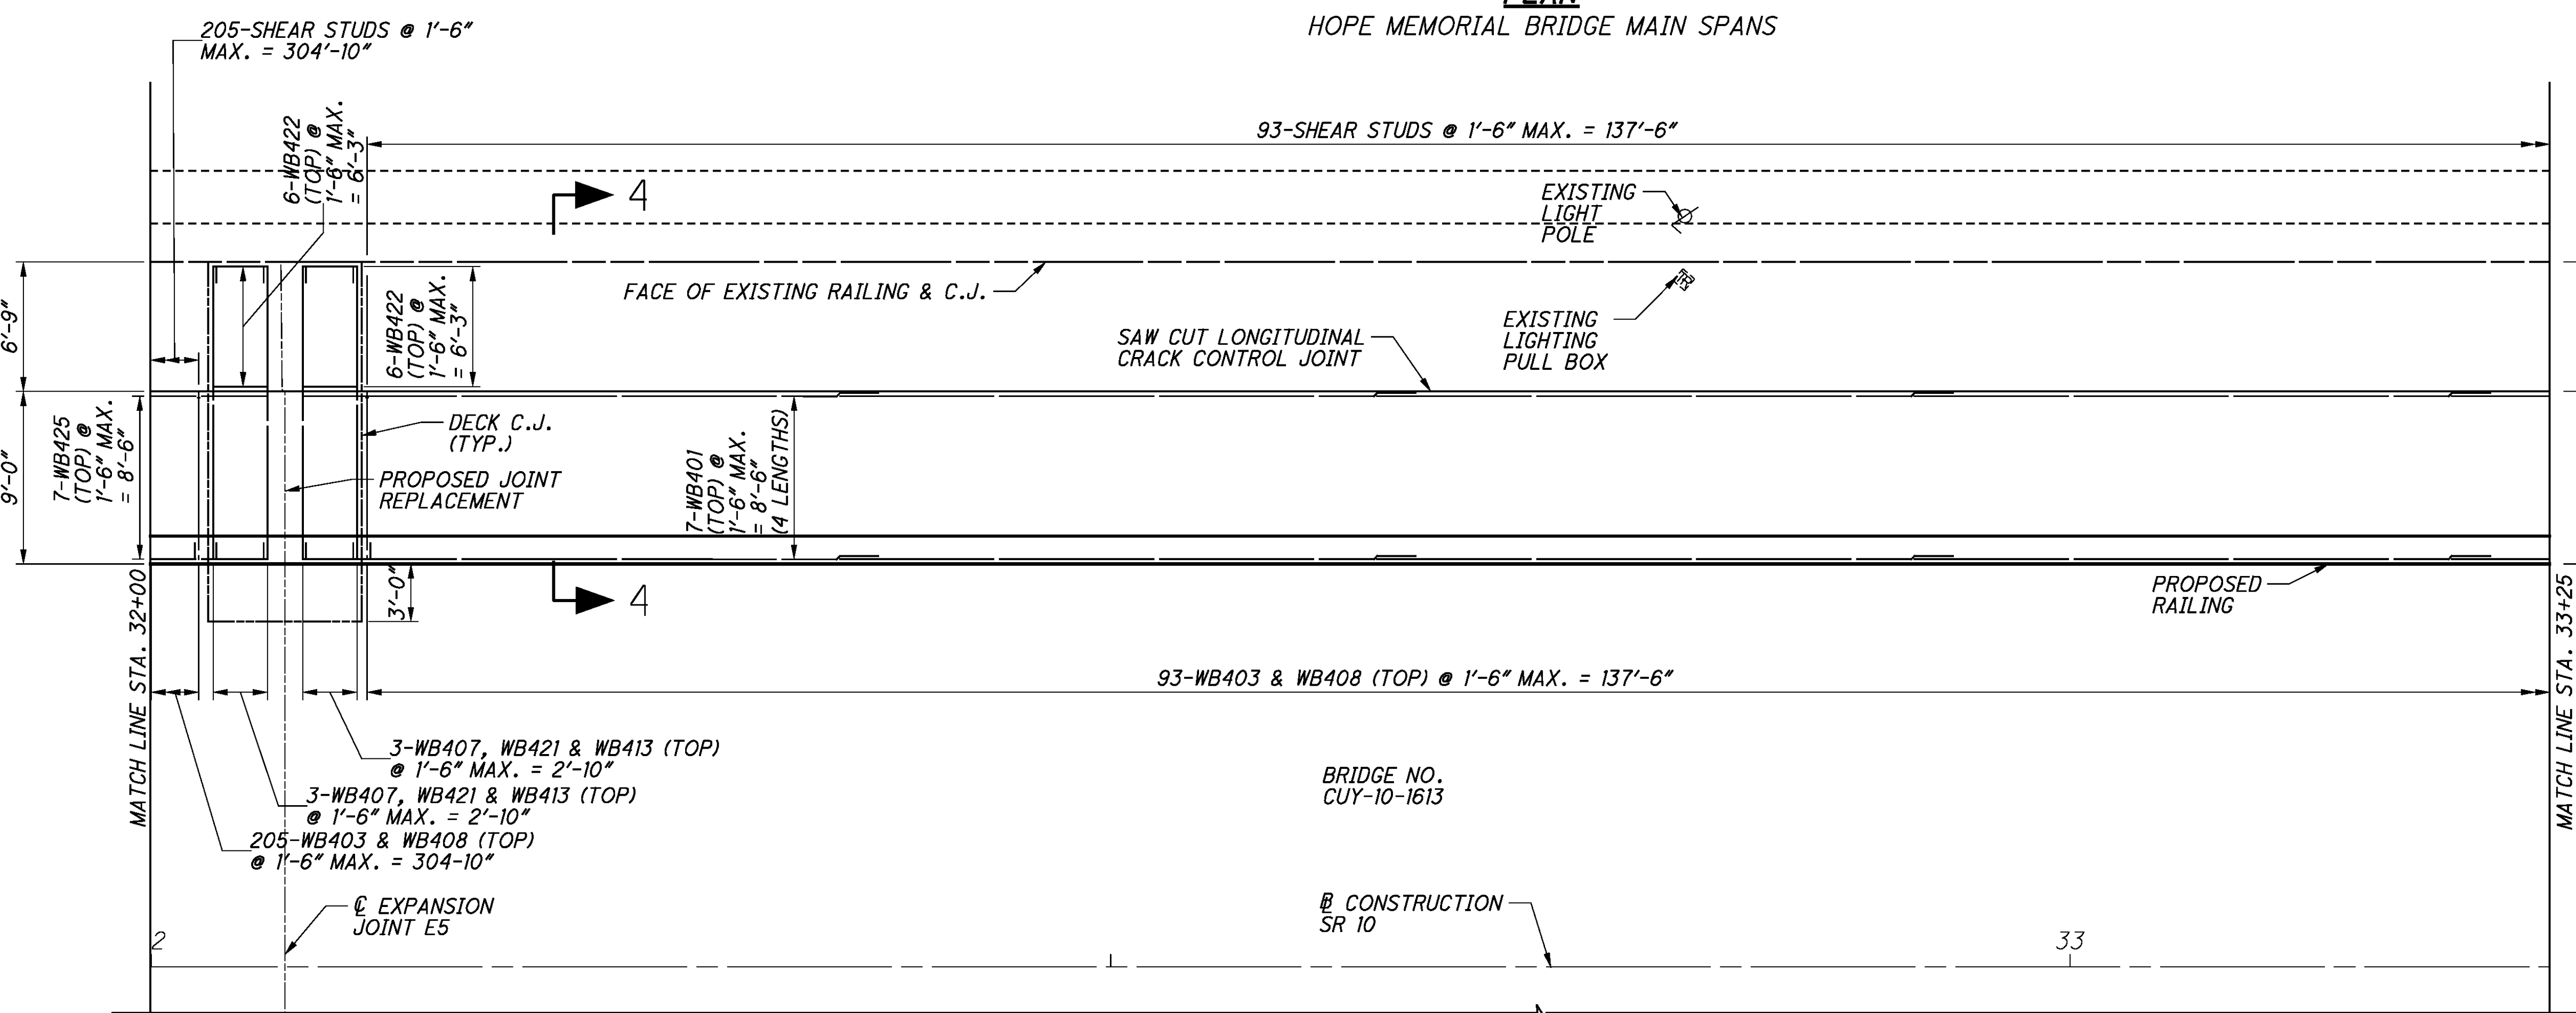 PLAN
HOPE MEMORIAL BRIDGE MAIN SPANS
205-SHEAR STUDS @ 1'-6"
MAX. = 304'-10"
6-WB422
(TOP) @
1'-6" MAX.
= 6'-3"
93-SHEAR STUDS @ 1'-6" MAX. = 137'-6"
4
EXISTING
LIGHT
POLE
6'-9"
6-WB422
(TOP) @
1'-6" MAX.
= 6'-3"
FACE OF EXISTING RAILING & C.J.
SAW CUT LONGITUDINAL
CRACK CONTROL JOINT
EXISTING
LIGHTING
PULL BOX
9'-0"
7-WB425
(TOP) @
1'-6" MAX.
= 8'-6"
DECK C.J.
(TYP.)
PROPOSED JOINT
REPLACEMENT
7-WB401
(TOP) @
1'-6" MAX.
= 8'-6"
(4 LENGTHS)
3'-0"
4
PROPOSED
RAILING
MATCH LINE STA. 32+00
MATCH LINE STA. 33+25
93-WB403 & WB408 (TOP) @ 1'-6" MAX. = 137'-6"
3-WB407, WB421 & WB413 (TOP)
@ 1'-6" MAX. = 2'-10"
3-WB407, WB421 & WB413 (TOP)
@ 1'-6" MAX. = 2'-10"
205-WB403 & WB408 (TOP)
@ 1'-6" MAX. = 304-10"
BRIDGE NO.
CUY-10-1613
℄ EXPANSION
JOINT E5
BL CONSTRUCTION
SR 10
2
33